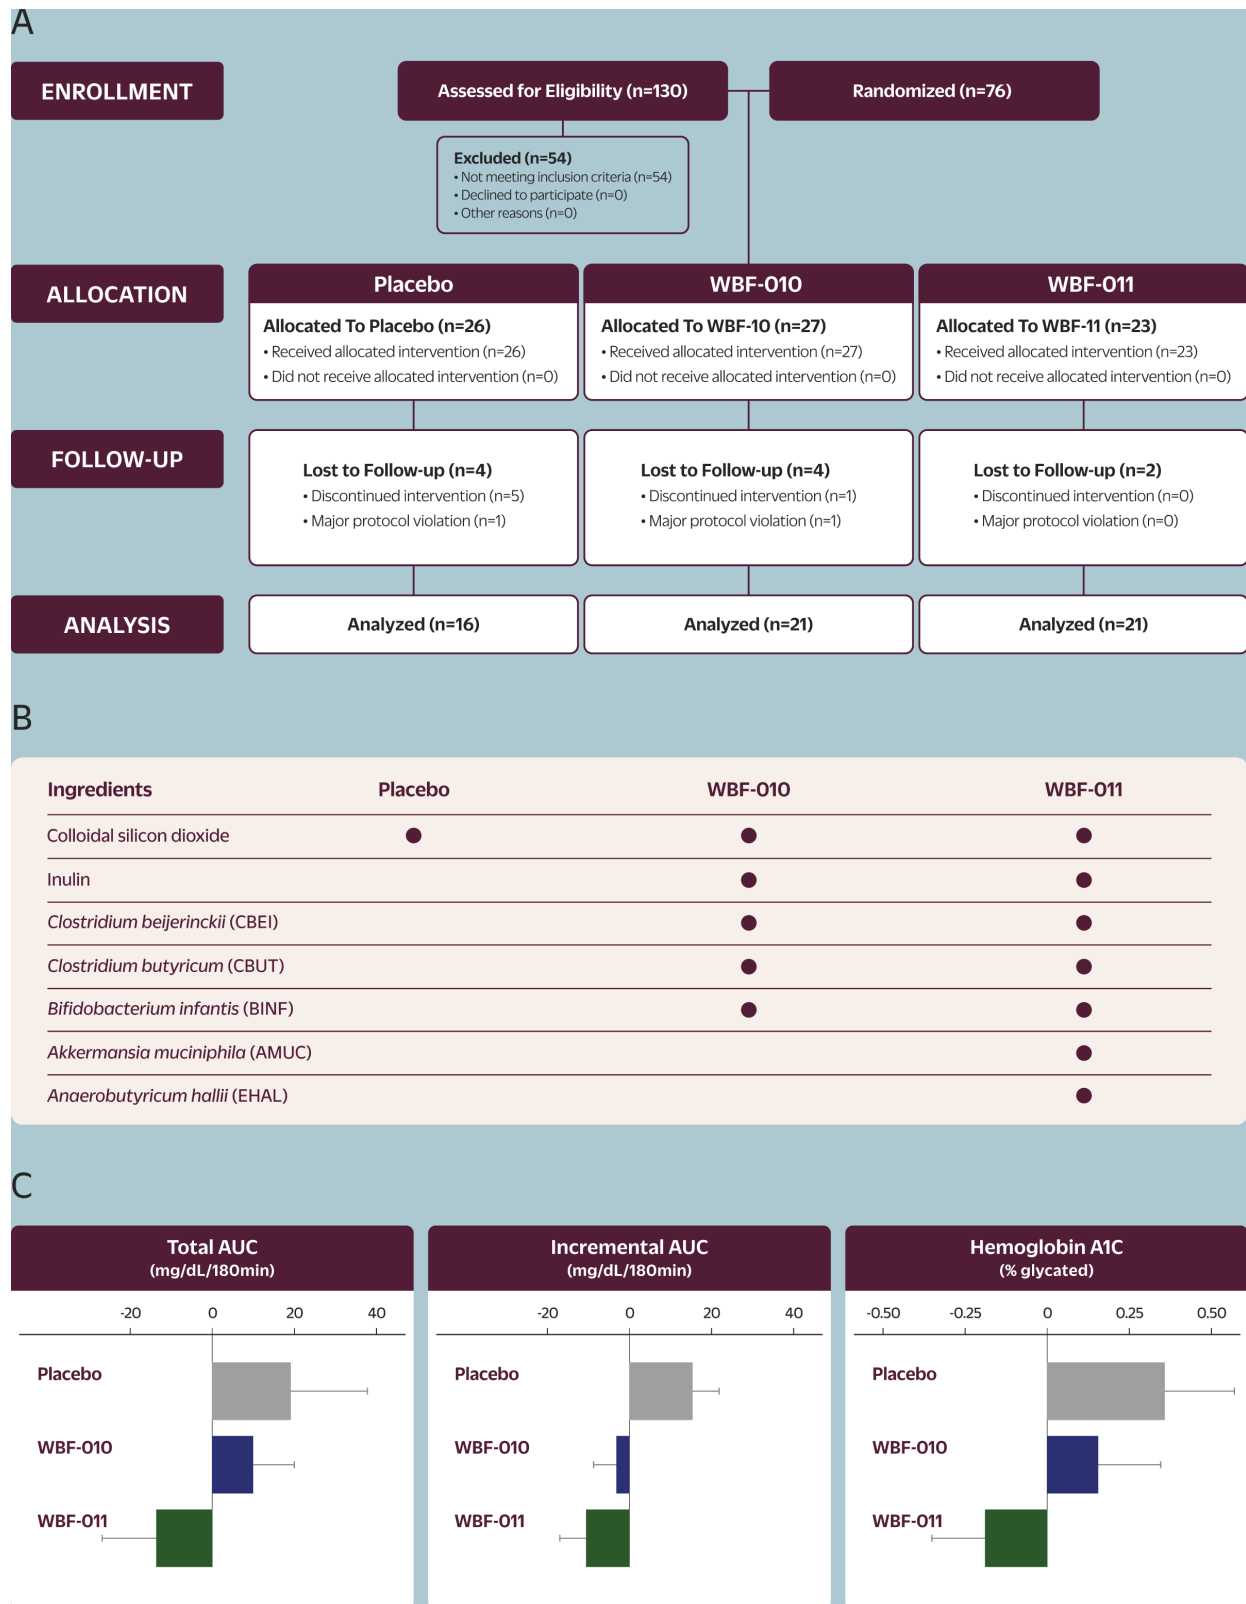 A
ENROLLMENT
Assessed for Eligibility (n=130)
Randomized (n=76)
Excluded (n=54)
• Not meeting inclusion criteria (n=54)
• Declined to participate (n=0)
• Other reasons (n=0)
ALLOCATION
Placebo
Allocated To Placebo (n=26)
• Received allocated intervention (n=26)
• Did not receive allocated intervention (n=0)
WBF-010
Allocated To WBF-10 (n=27)
• Received allocated intervention (n=27)
• Did not receive allocated intervention (n=0)
WBF-011
Allocated To WBF-11 (n=23)
• Received allocated intervention (n=23)
• Did not receive allocated intervention (n=0)
FOLLOW-UP
Lost to Follow-up (n=4)
• Discontinued intervention (n=5)
• Major protocol violation (n=1)
Lost to Follow-up (n=4)
• Discontinued intervention (n=1)
• Major protocol violation (n=1)
Lost to Follow-up (n=2)
• Discontinued intervention (n=0)
• Major protocol violation (n=0)
ANALYSIS
Analyzed (n=16)
Analyzed (n=21)
Analyzed (n=21)
B
Ingredients Placebo WBF-010 WBF-011
Colloidal silicon dioxide
Inulin
Clostridium beijerinckii (CBEI)
Clostridium butyricum (CBUT)
Bifidobacterium infantis (BINF)
Akkermansia muciniphila (AMUC)
Anaerobutyricum hallii (EHAL)
C
Total AUC
(mg/dL/180min)
-20 0 20 40
Placebo
WBF-010
WBF-011
Incremental AUC
(mg/dL/180min)
-20 0 20 40
Placebo
WBF-010
WBF-011
Hemoglobin A1C
(% glycated)
-0.50 -0.25 0 0.25 0.50
Placebo
WBF-010
WBF-011